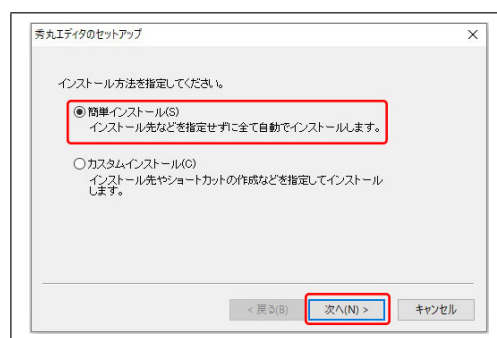 秀丸エディタのセットアップ
インストール方法を指定してください。
簡単インストール(S)
インストール先などを指定せずに全て自動でインストールします。
カスタムインストール(C)
インストール先やショートカットの作成などを指定してインストール
します。
< 戻る(B) 次へ(N) > キャンセル